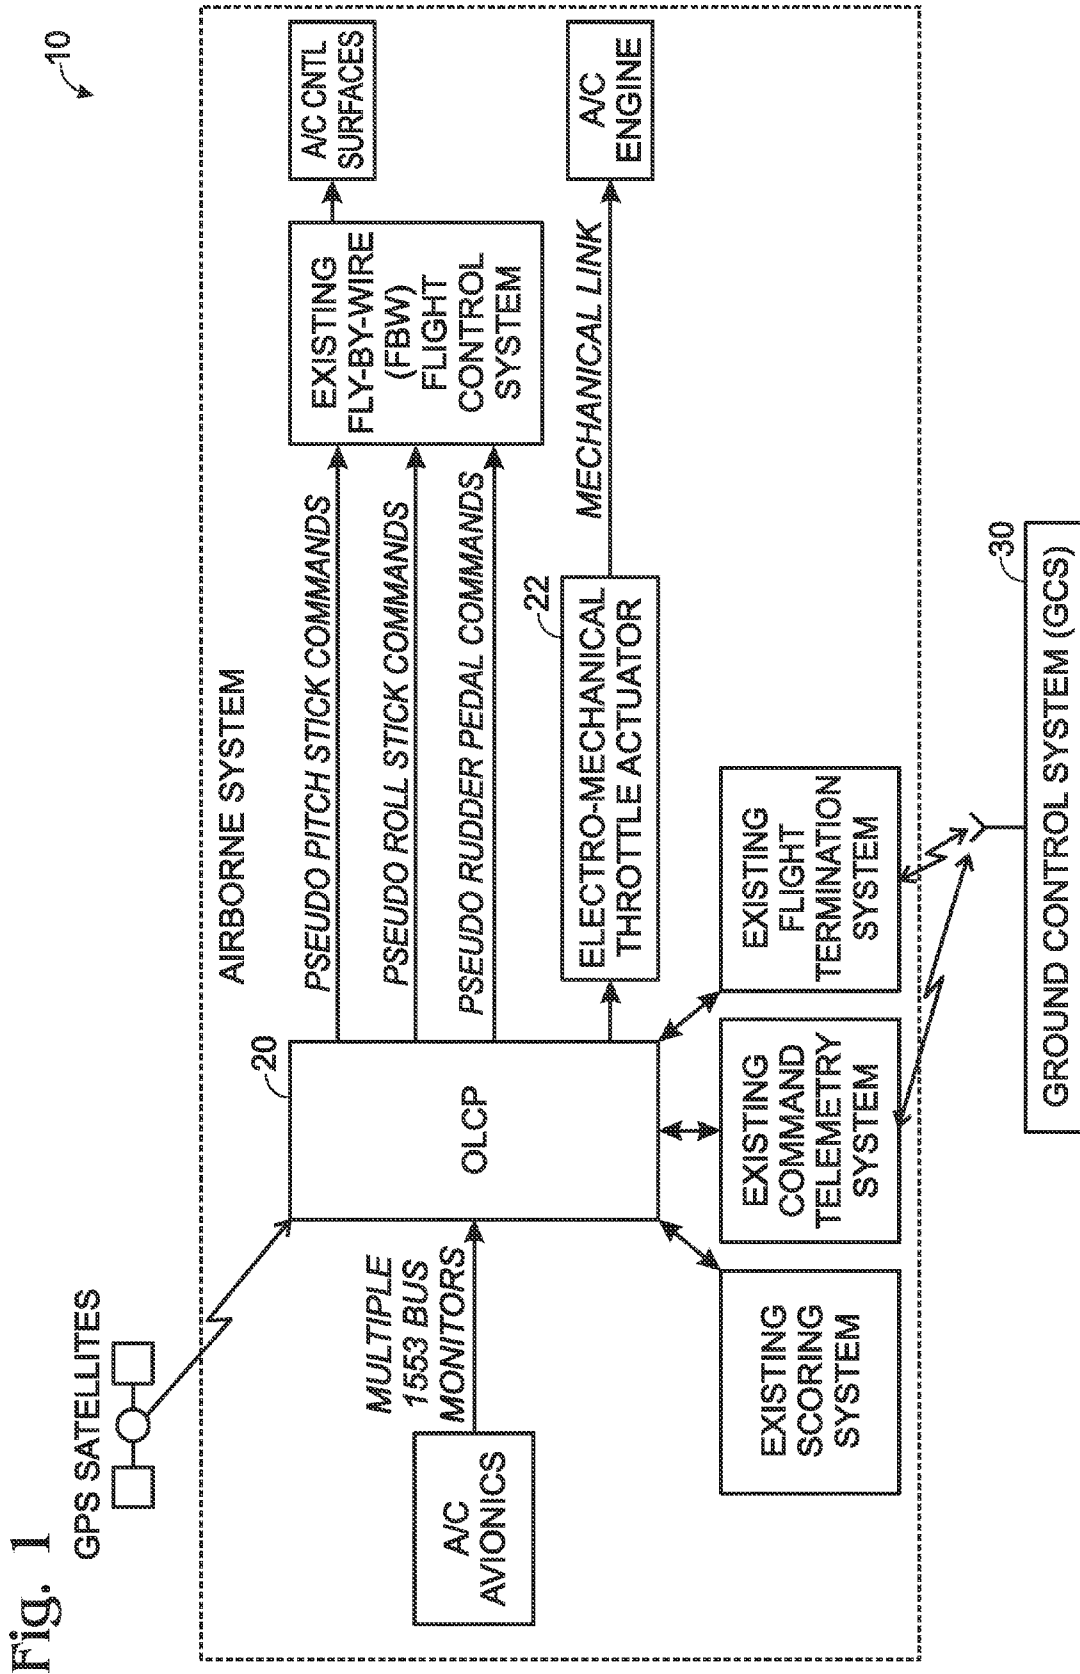 Fig. 1
10
GPS SATELLITES
AIRBORNE SYSTEM
A/C
AVIONICS
MULTIPLE
1553 BUS
MONITORS
20
OLCP
PSEUDO PITCH STICK COMMANDS
PSEUDO ROLL STICK COMMANDS
PSEUDO RUDDER PEDAL COMMANDS
EXISTING
FLY-BY-WIRE
(FBW)
FLIGHT
CONTROL
SYSTEM
A/C CNTL
SURFACES
22
ELECTRO-MECHANICAL
THROTTLE ACTUATOR
MECHANICAL LINK
A/C
ENGINE
EXISTING
SCORING
SYSTEM
EXISTING
COMMAND
TELEMETRY
SYSTEM
EXISTING
FLIGHT
TERMINATION
SYSTEM
30
GROUND CONTROL SYSTEM (GCS)